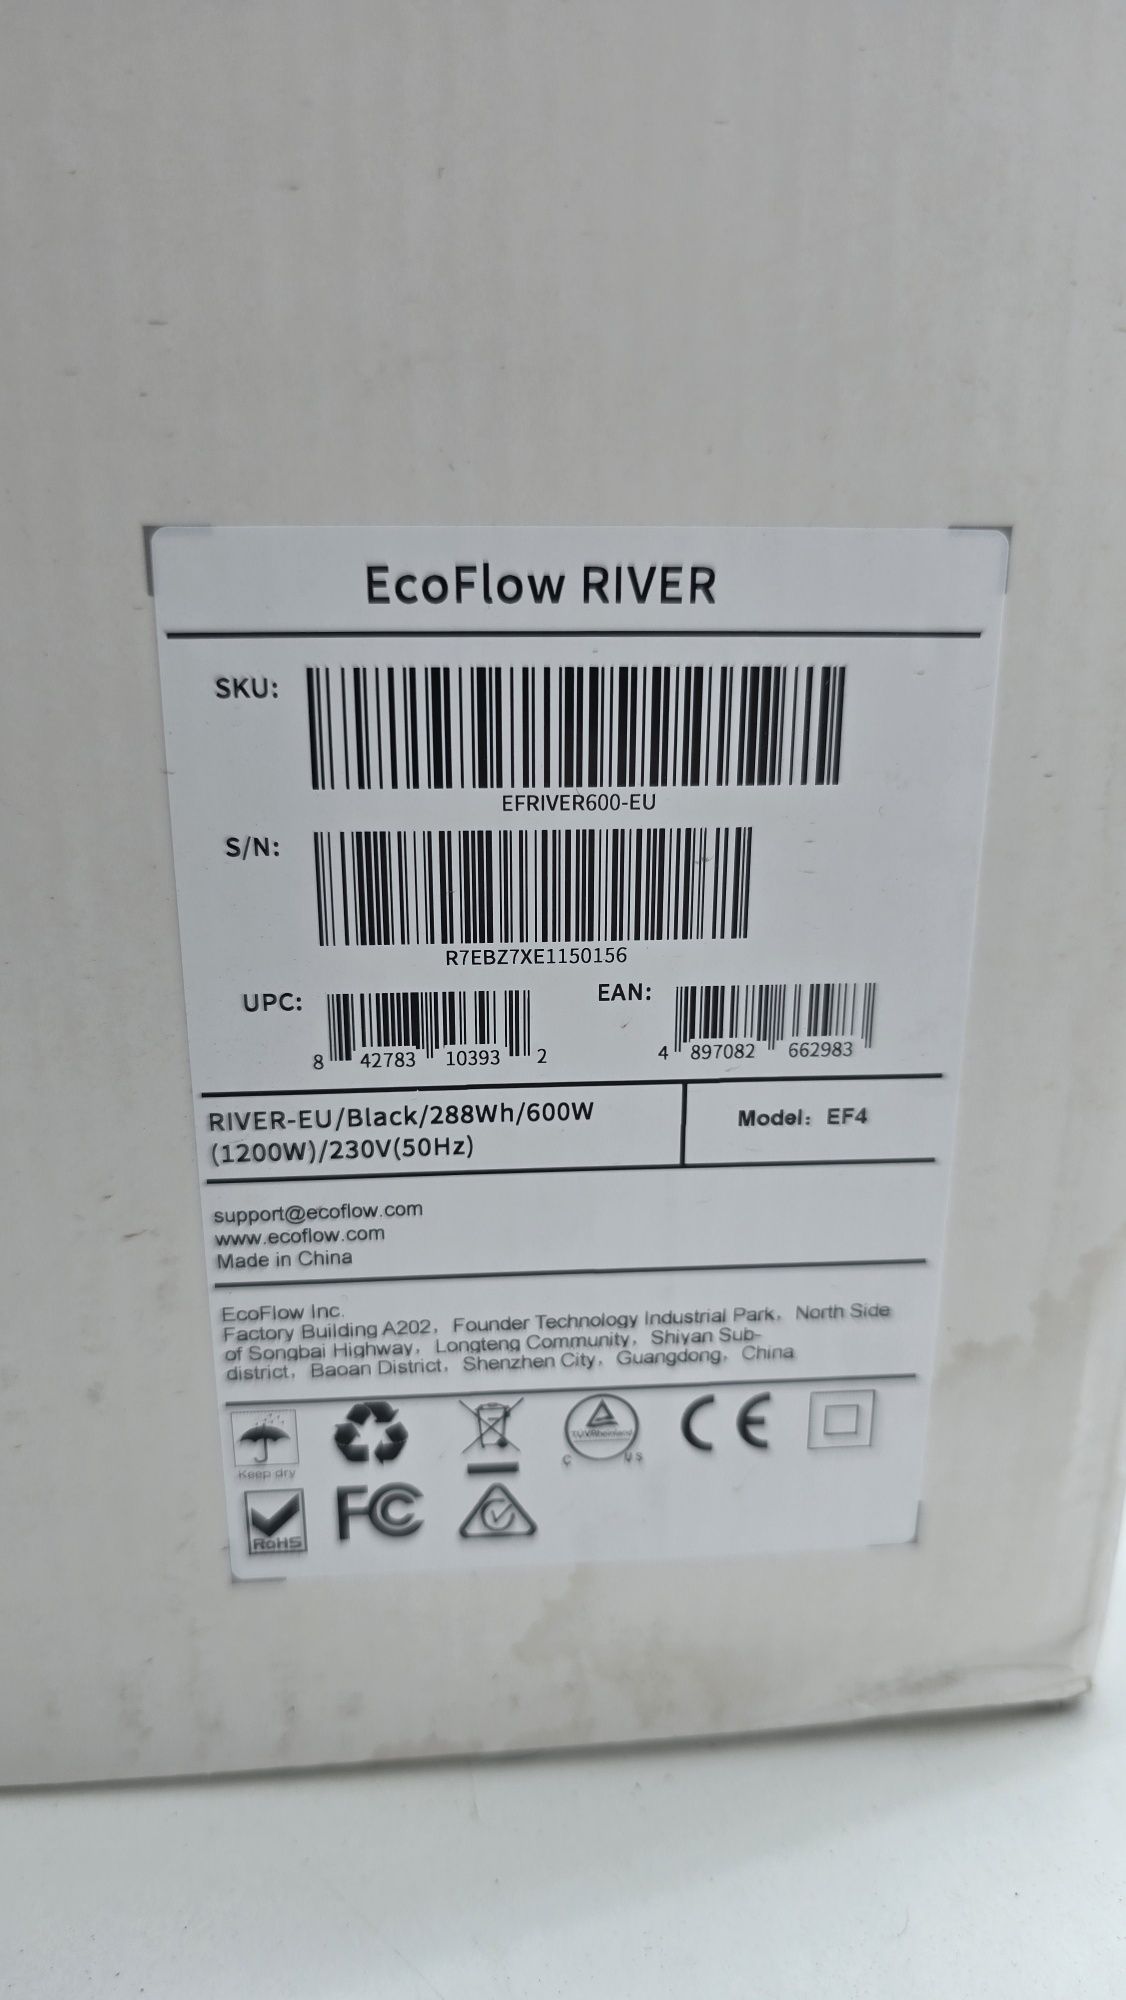 EcoFlow RIVER
SKU:
EFRIVER600-EU
S/N:
R7EBZ7XE1150156
UPC:
8 42783 10393 2
EAN:
4 897082 662983
RIVER-EU/Black/288Wh/600W
(1200W)/230V(50Hz)
Model: EF4
support@ecoflow.com
www.ecoflow.com
Made in China
EcoFlow Inc.
Factory Building A202, Founder Technology Industrial Park, North Side
of Songbai Highway, Longteng Community, Shiyan Sub-
district, Baoan District, Shenzhen City, Guangdong, China
Keep dry
TÜVRheinland
C US
CE
RoHS
FC